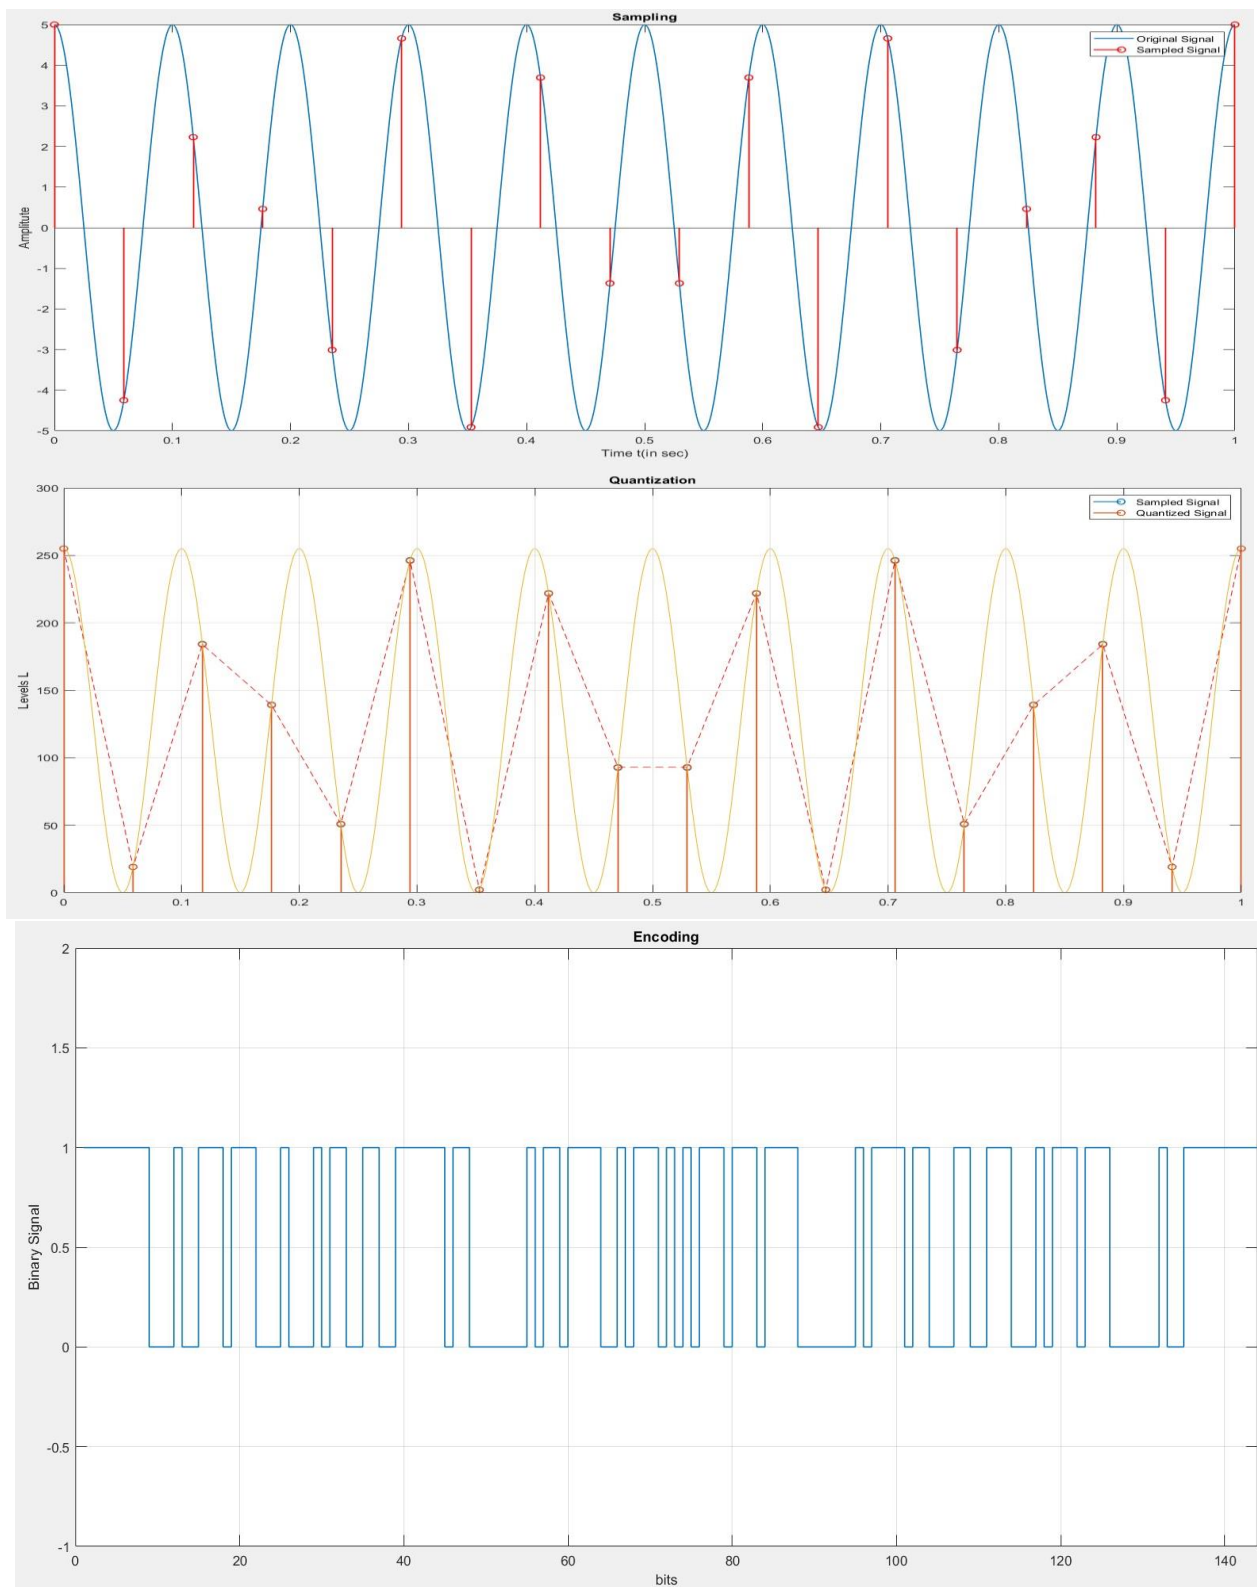 Sampling
Original Signal
Sampled Signal
5
4
3
2
1
0
-1
-2
-3
-4
-5
Amplitute
0 0.1 0.2 0.3 0.4 0.5 0.6 0.7 0.8 0.9 1
Time t(in sec)
Quantization
Sampled Signal
Quantized Signal
300
250
200
150
100
50
0
Levels L
0 0.1 0.2 0.3 0.4 0.5 0.6 0.7 0.8 0.9 1
Encoding
2
1.5
1
0.5
0
-0.5
-1
Binary Signal
0 20 40 60 80 100 120 140
bits